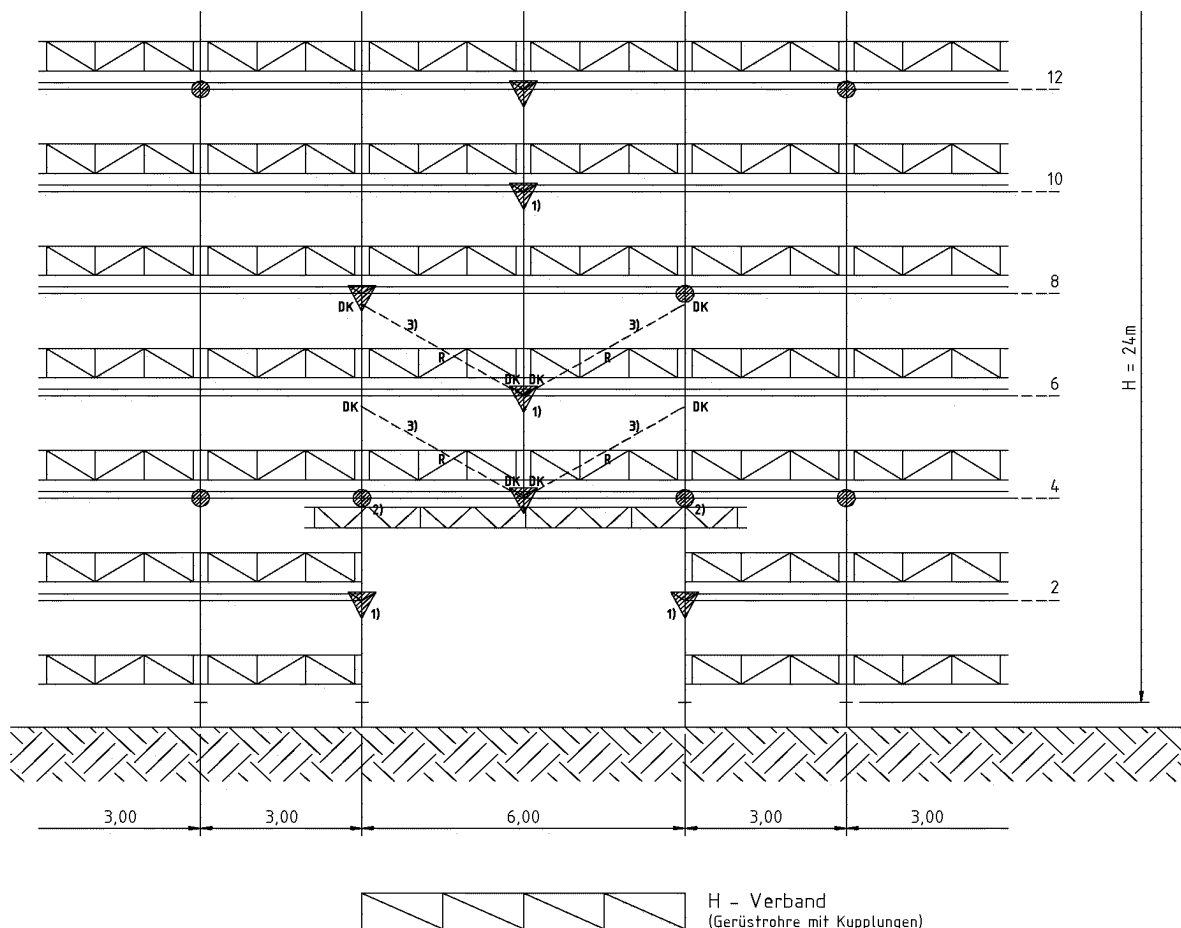 12
10
1)
8
DK
DK
3)
3)
R
R
DK DK
6
1)
DK
DK
3)
3)
R
R
DK DK
4
2)
2)
2
1)
1)
H = 24m
3,00
3,00
6,00
3,00
3,00
H - Verband
(Gerüstrohre mit Kupplungen)